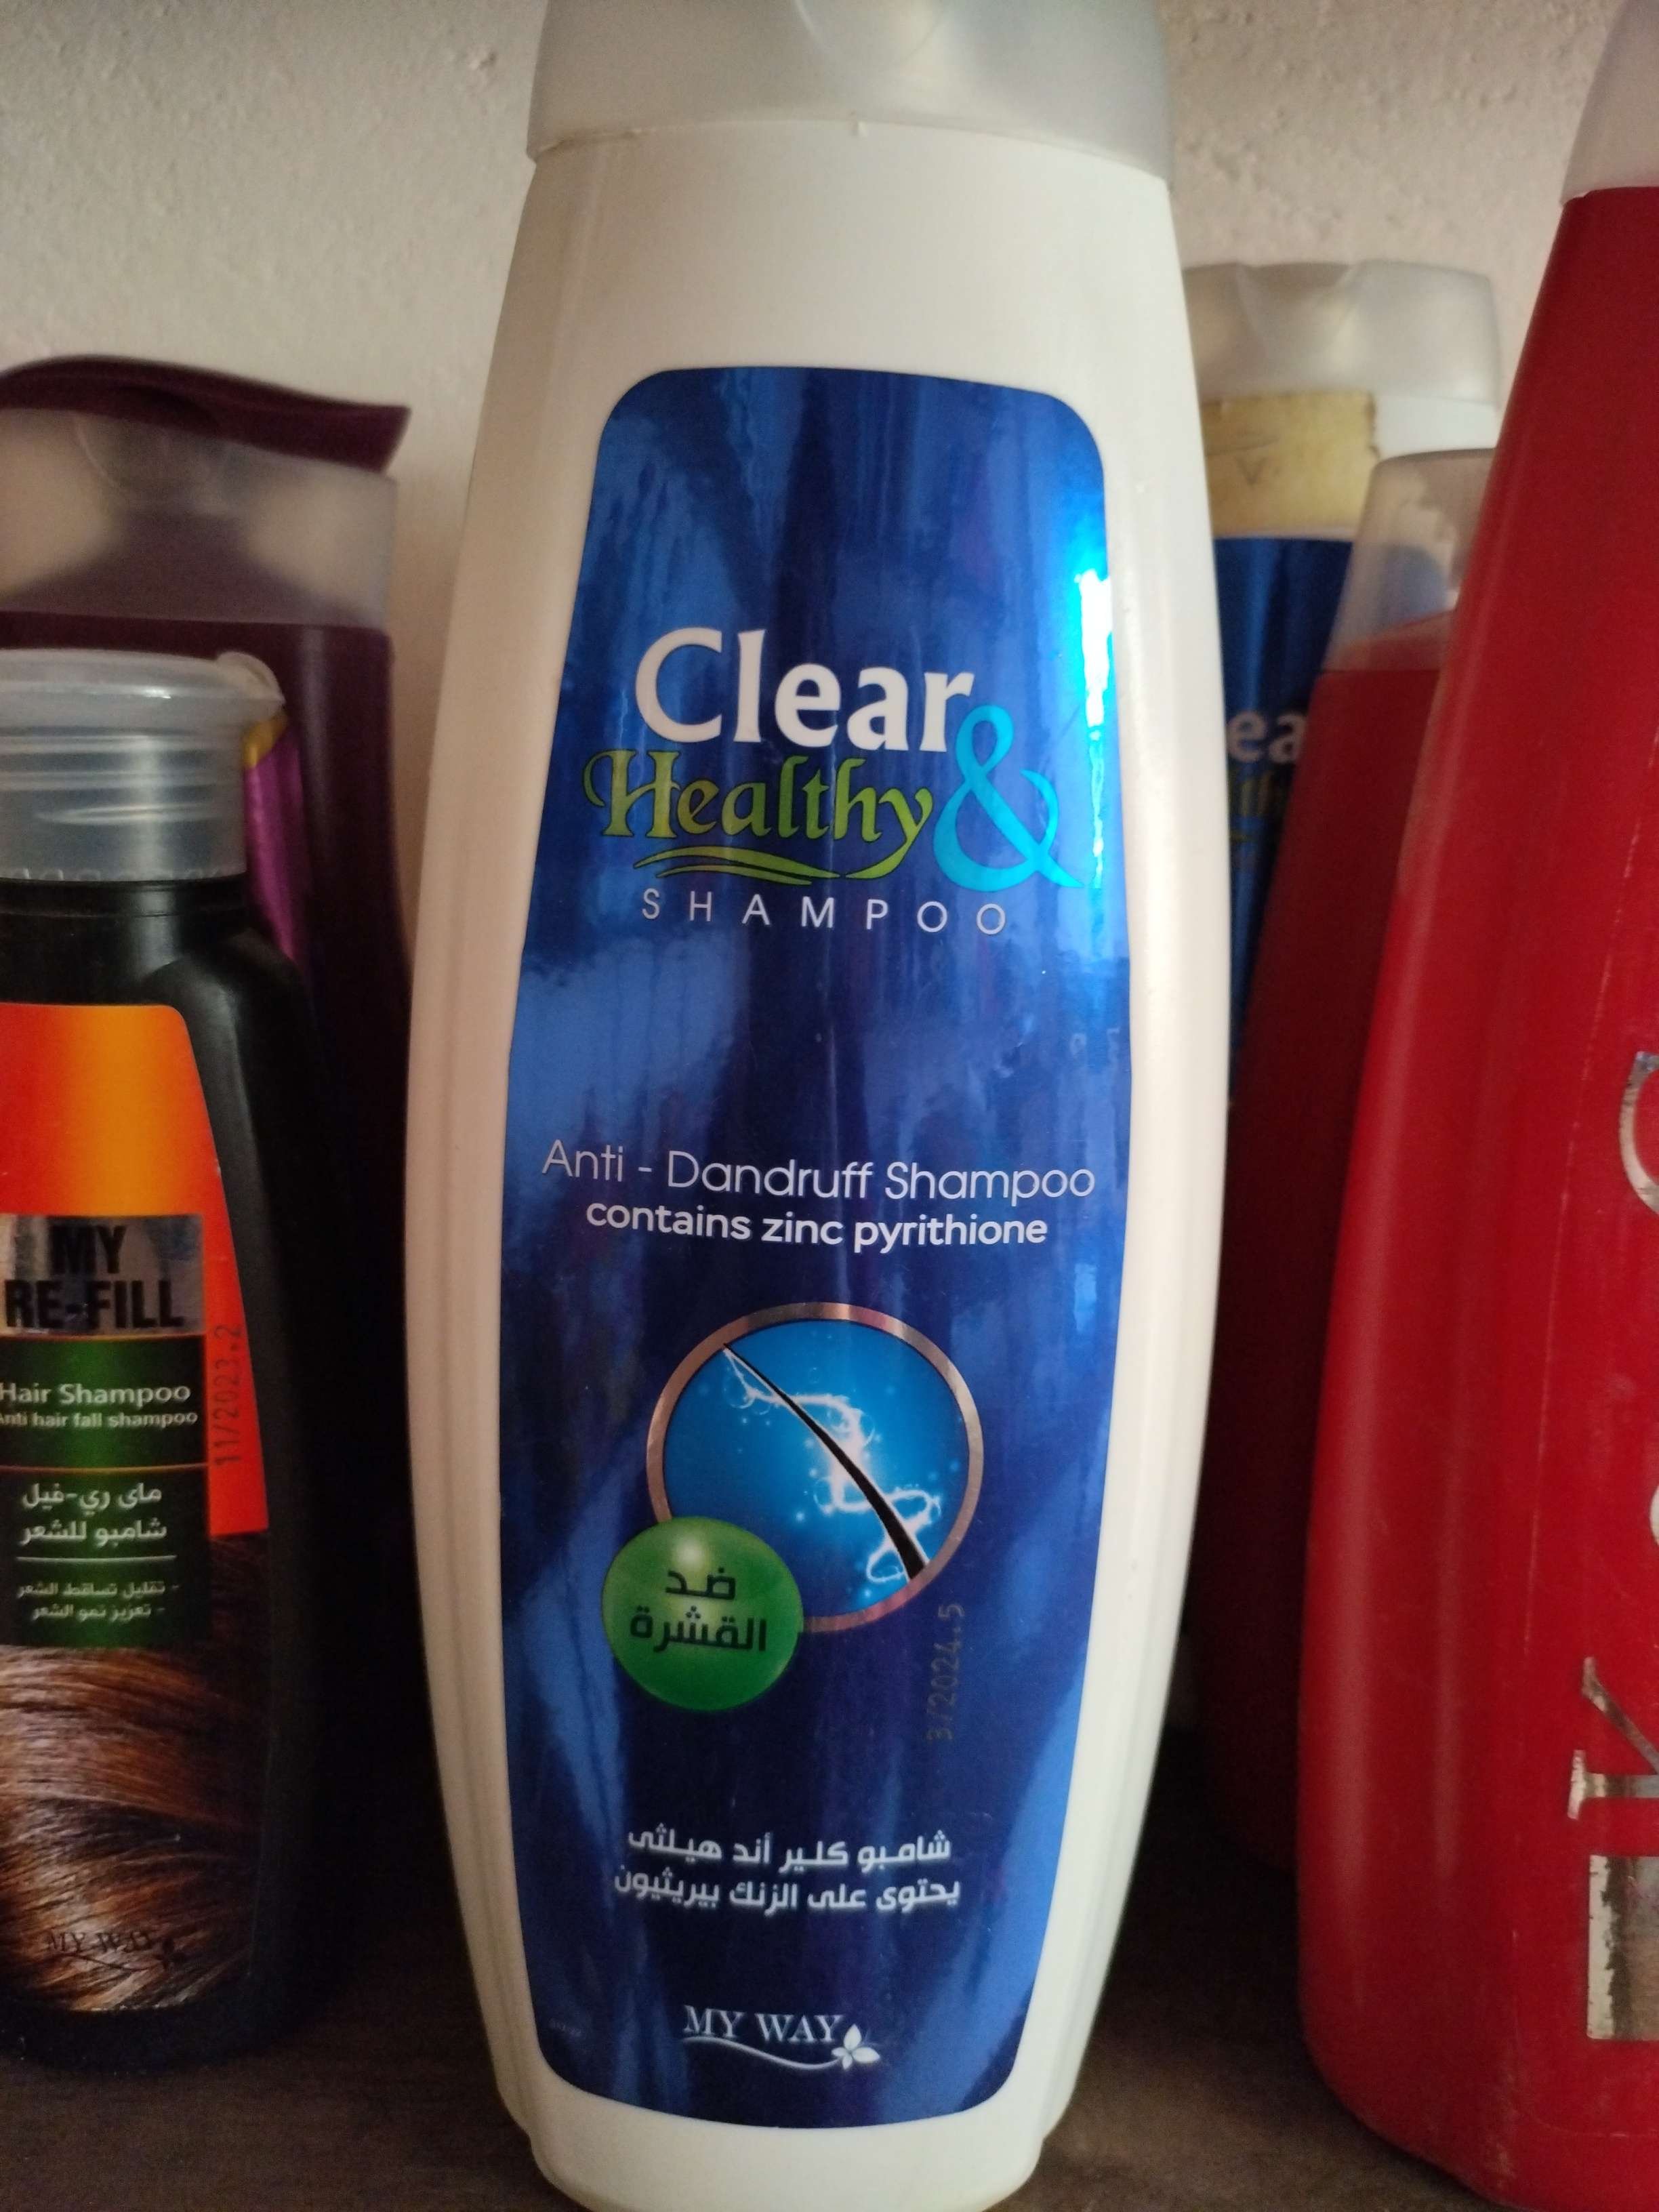 Clear
&
Healthy
SHAMPOO
Anti - Dandruff Shampoo
contains zinc pyrithione
ضد
القشرة
3/2024.5
شامبو كلير أند هيلثى
يحتوى على الزنك بيريثيون
MY WAY
MY
RE-FILL
Hair Shampoo
Anti hair fall shampoo
11/2023.2
ماى ري-فيل
شامبو للشعر
- تقليل تساقط الشعر
- تعزيز نمو الشعر
MY WAY
ea
K